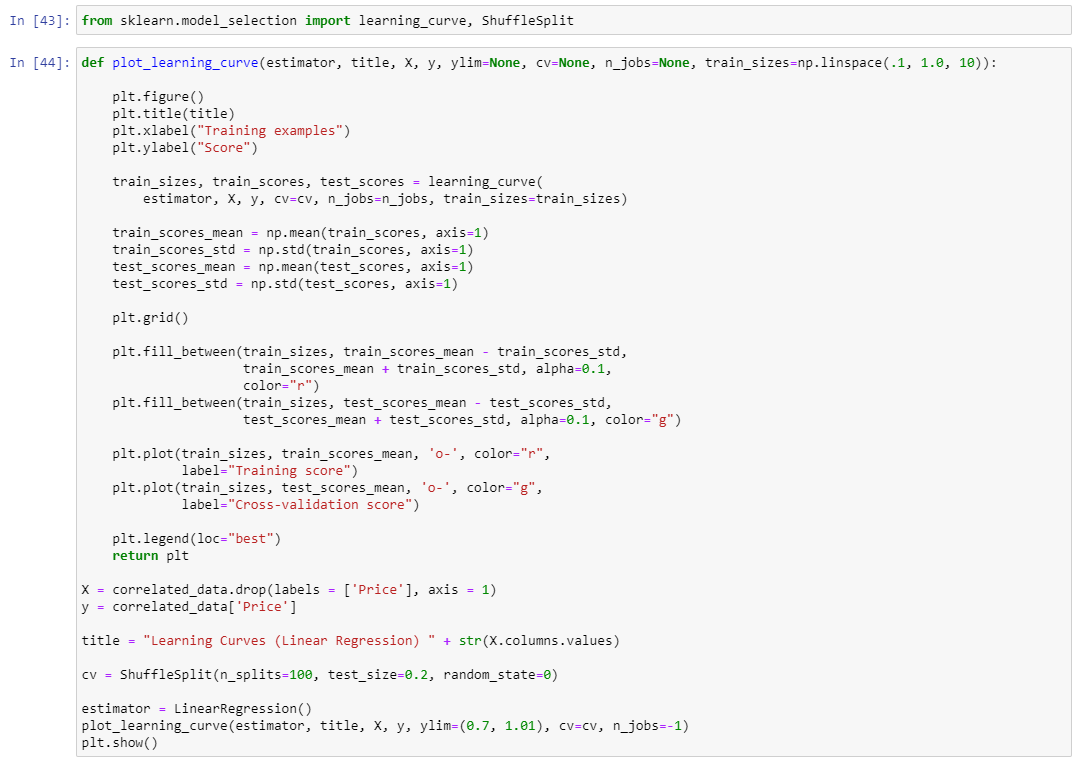 In [43]: from sklearn.model_selection import learning_curve, ShuffleSplit
In [44]: def plot_learning_curve(estimator, title, X, y, ylim=None, cv=None, n_jobs=None, train_sizes=np.linspace(.1, 1.0, 10)):
    plt.figure()
    plt.title(title)
    plt.xlabel("Training examples")
    plt.ylabel("Score")
    train_sizes, train_scores, test_scores = learning_curve(
        estimator, X, y, cv=cv, n_jobs=n_jobs, train_sizes=train_sizes)
    train_scores_mean = np.mean(train_scores, axis=1)
    train_scores_std = np.std(train_scores, axis=1)
    test_scores_mean = np.mean(test_scores, axis=1)
    test_scores_std = np.std(test_scores, axis=1)
    plt.grid()
    plt.fill_between(train_sizes, train_scores_mean - train_scores_std,
                     train_scores_mean + train_scores_std, alpha=0.1,
                     color="r")
    plt.fill_between(train_sizes, test_scores_mean - test_scores_std,
                     test_scores_mean + test_scores_std, alpha=0.1, color="g")
    plt.plot(train_sizes, train_scores_mean, 'o-', color="r",
             label="Training score")
    plt.plot(train_sizes, test_scores_mean, 'o-', color="g",
             label="Cross-validation score")
    plt.legend(loc="best")
    return plt
X = correlated_data.drop(labels = ['Price'], axis = 1)
y = correlated_data['Price']
title = "Learning Curves (Linear Regression) " + str(X.columns.values)
cv = ShuffleSplit(n_splits=100, test_size=0.2, random_state=0)
estimator = LinearRegression()
plot_learning_curve(estimator, title, X, y, ylim=(0.7, 1.01), cv=cv, n_jobs=-1)
plt.show()